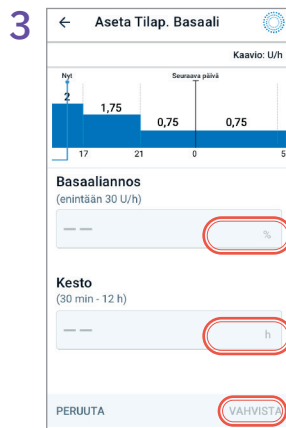 3
Aseta Tilap. Basaali
Kaavio: U/h
Nyt
Seuraava päivä
2
1,75
0,75
0,75
17
21
0
5
Basaaliannos
(enintään 30 U/h)
— —
%
Kesto
(30 min - 12 h)
— —
h
PERUUTA
VAHVISTA